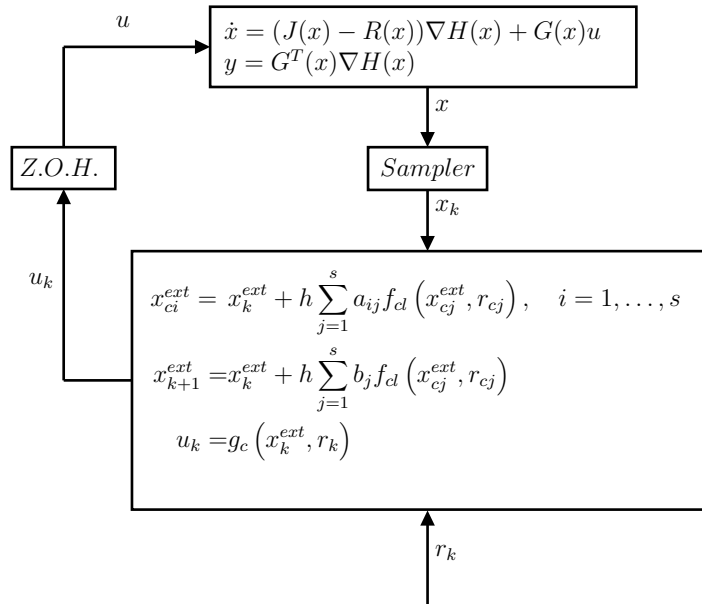 u
ẋ = (J(x) − R(x))∇H(x) + G(x)u
y = G^T(x)∇H(x)
x
Z.O.H.
Sampler
x_k
u_k
x_{ci}^{ext} = x_k^{ext} + h \sum_{j=1}^{s} a_{ij} f_{cl} (x_{cj}^{ext}, r_{cj}), i = 1, . . . , s
x_{k+1}^{ext} = x_k^{ext} + h \sum_{j=1}^{s} b_j f_{cl} (x_{cj}^{ext}, r_{cj})
u_k = g_c (x_k^{ext}, r_k)
r_k